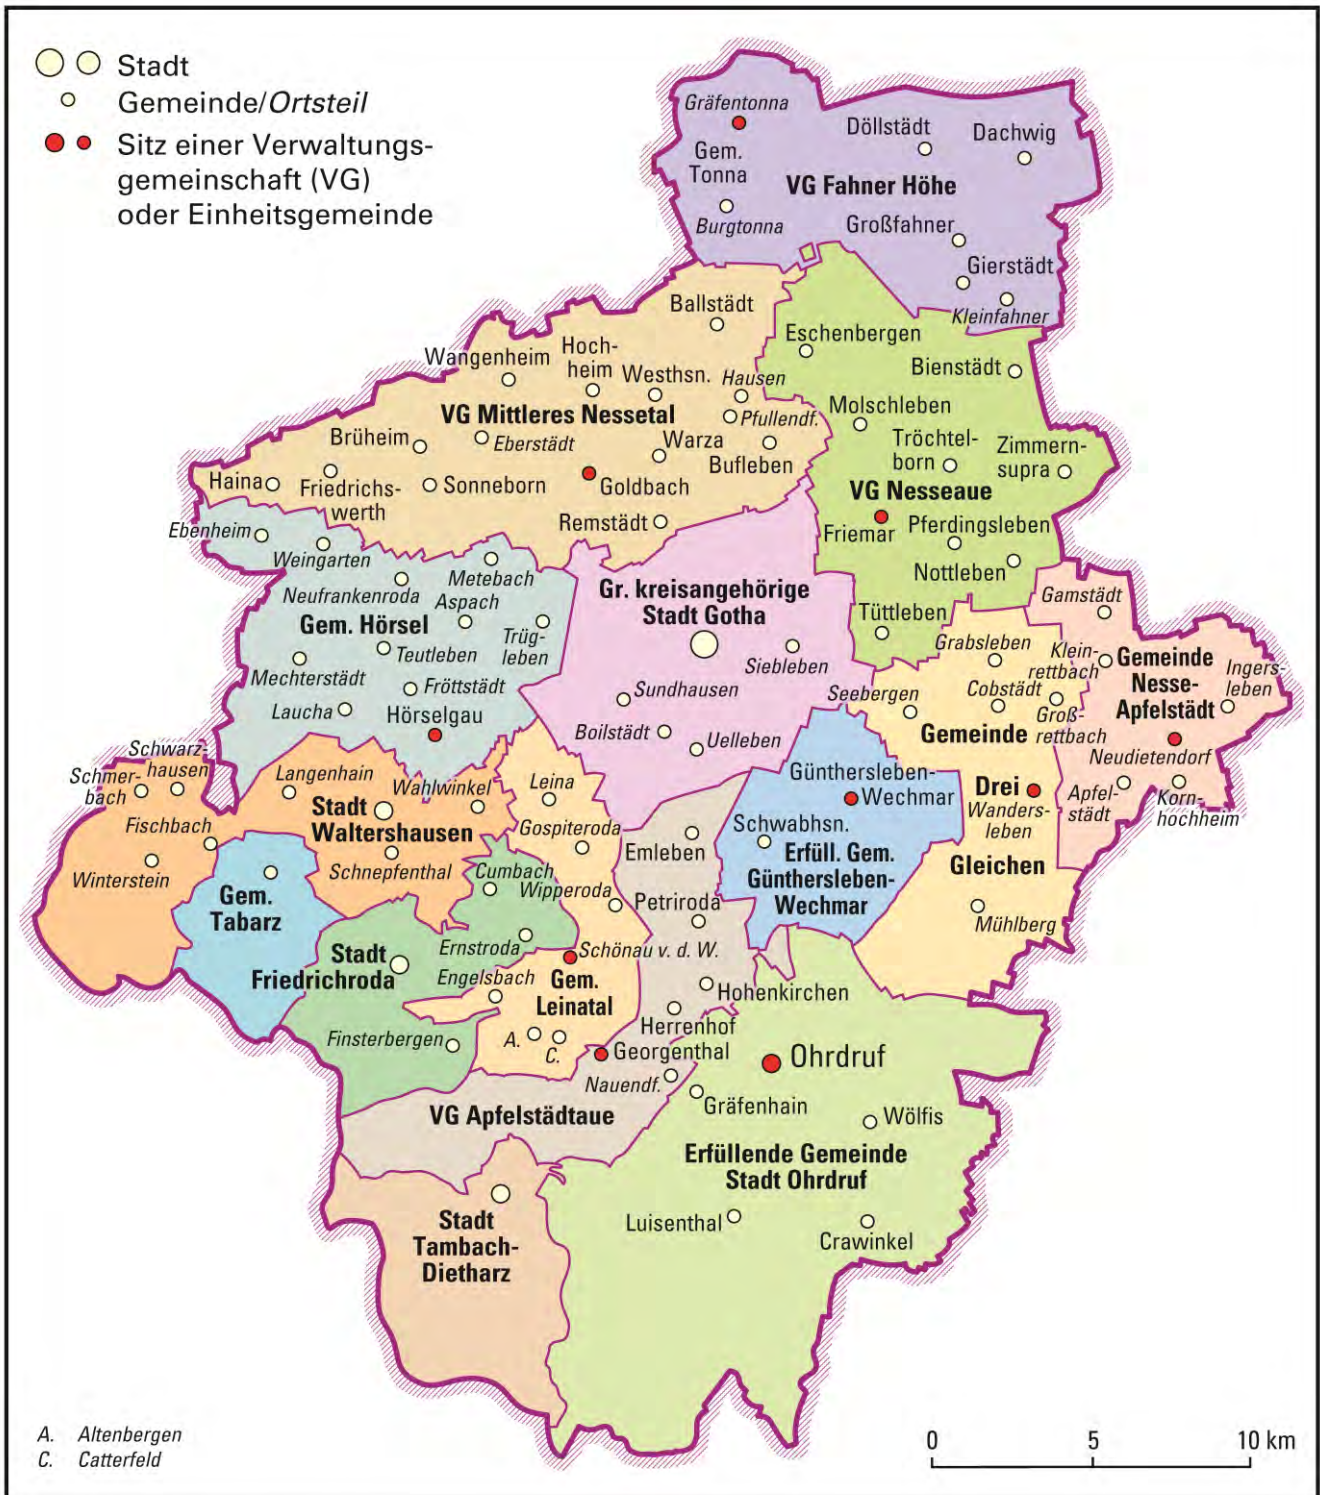 Stadt
Gemeinde/Ortsteil
Sitz einer Verwaltungs-
gemeinschaft (VG)
oder Einheitsgemeinde
Gräfentonna
Döllstädt
Dachwig
Gem.
Tonna
VG Fahner Höhe
Burgtonna
Großfahner
Gierstädt
Kleinfahner
Ballstädt
Eschenbergen
Bienstädt
Wangenheim
Hoch-
heim
Westhsn.
Hausen
VG Mittleres Nessetal
Pfullendf.
Molschleben
Brüheim
Eberstädt
Warza
Bufleben
Tröchtel-
born
Zimmern-
supra
Haina
Friedrichs-
werth
Sonneborn
Goldbach
VG Nesseaue
Remstädt
Friemar
Pferdingsleben
Nottleben
Ebenheim
Weingarten
Metebach
Neufrankenroda
Aspach
Gem. Hörsel
Trüg-
leben
Teutleben
Mechterstädt
Fröttstädt
Laucha
Hörselgau
Gr. kreisangehörige
Stadt Gotha
Siebleben
Sundhausen
Boilstädt
Uelleben
Tüttleben
Gamstädt
Grabsleben
Klein-
rettbach
Gemeinde
Nesse-
Apfelstädt
Ingers-
leben
Seebergen
Cobstädt
Groß-
rettbach
Gemeinde
Drei
Gleichen
Neudietendorf
Apfel-
städt
Korn-
hochheim
Wanders-
leben
Mühlberg
Schwarz-
hausen
Schmer-
bach
Langenhain
Wahlwinkel
Stadt
Waltershausen
Fischbach
Winterstein
Schnepfenthal
Leina
Gospiteroda
Günthersleben-
Wechmar
Schwabhsn.
Erfüll. Gem.
Günthersleben-
Wechmar
Emleben
Gem.
Tabarz
Cumbach
Wipperoda
Petriroda
Stadt
Friedrichroda
Ernstroda
Schönau v. d. W.
Engelsbach
Gem.
Leinatal
Hohenkirchen
Herrenhof
Finsterbergen
A.
C.
Georgenthal
Nauendf.
Ohrdruf
VG Apfelstädtaue
Gräfenhain
Wölfis
Erfüllende Gemeinde
Stadt Ohrdruf
Stadt
Tambach-
Dietharz
Luisenthal
Crawinkel
A. Altenbergen
C. Catterfeld
0 5 10 km